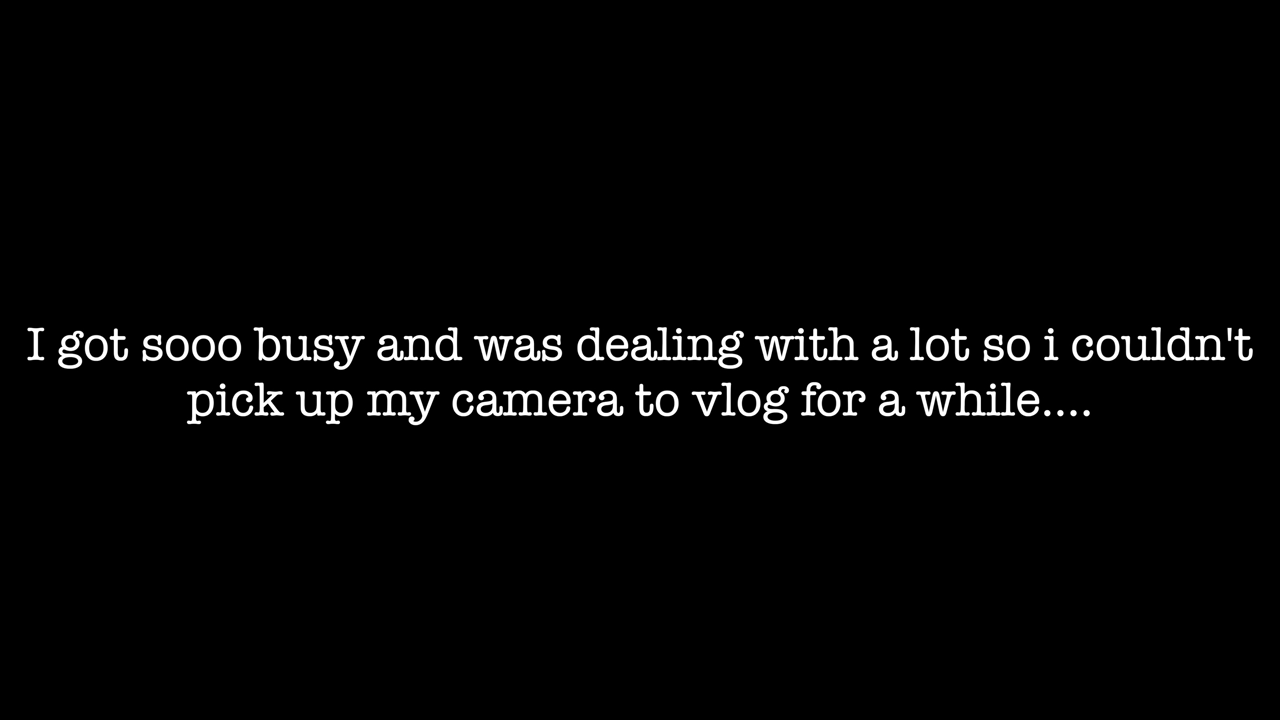 I got sooo busy and was dealing with a lot so i couldn't
pick up my camera to vlog for a while....